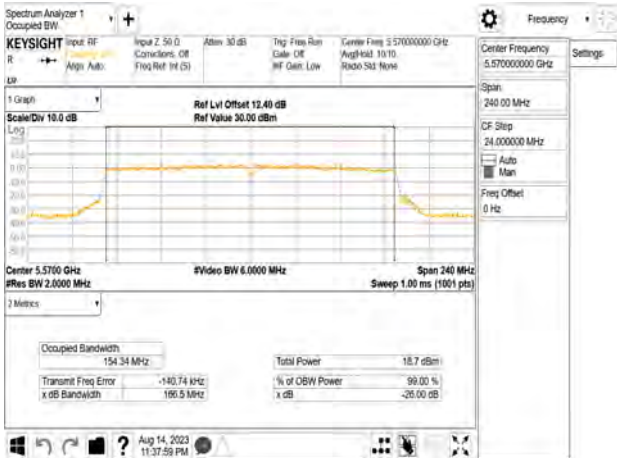 Spectrum Analyzer 1
Occupied BW
Frequency
KEYSIGHT
Input: RF
Input Z: 50 Ω
Atten: 30 dB
Trig: Free Run
Center Freq: 5.570000000 GHz
R
Align: Auto
Corrections: Off
Freq Ref: Int (S)
Gate: Off
#IF Gain: Low
Avg|Hold: 10/10
Radio Std: None
Center Frequency
5.570000000 GHz
Settings
Span
240.00 MHz
CF Step
24.000000 MHz
Auto
Man
Freq Offset
0 Hz
1 Graph
Scale/Div 10.0 dB
Ref Lvl Offset 12.40 dB
Ref Value 30.00 dBm
Log
Center 5.5700 GHz
#Video BW 6.0000 MHz
Span 240 MHz
#Res BW 2.0000 MHz
Sweep 1.00 ms (1001 pts)
2 Metrics
Occupied Bandwidth
154.34 MHz
Total Power
18.7 dBm
Transmit Freq Error
-140.74 kHz
% of OBW Power
99.00 %
x dB Bandwidth
166.5 MHz
x dB
-26.00 dB
Aug 14, 2023
11:37:59 PM